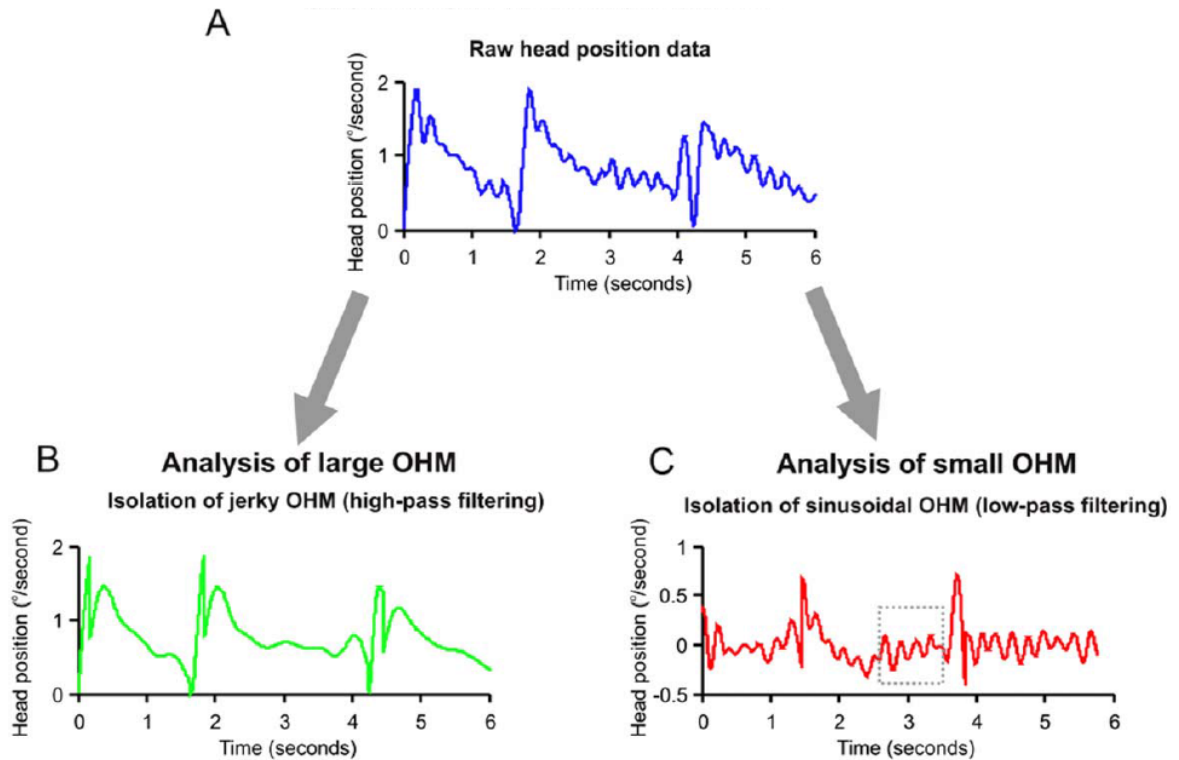 A
Raw head position data
Head position (°/second)
2
1
0
0 1 2 3 4 5 6
Time (seconds)
B
Analysis of large OHM
Isolation of jerky OHM (high-pass filtering)
Head position (°/second)
2
1
0
0 1 2 3 4 5 6
Time (seconds)
C
Analysis of small OHM
Isolation of sinusoidal OHM (low-pass filtering)
Head position (°/second)
1
0.5
0
-0.5
0 1 2 3 4 5 6
Time (seconds)